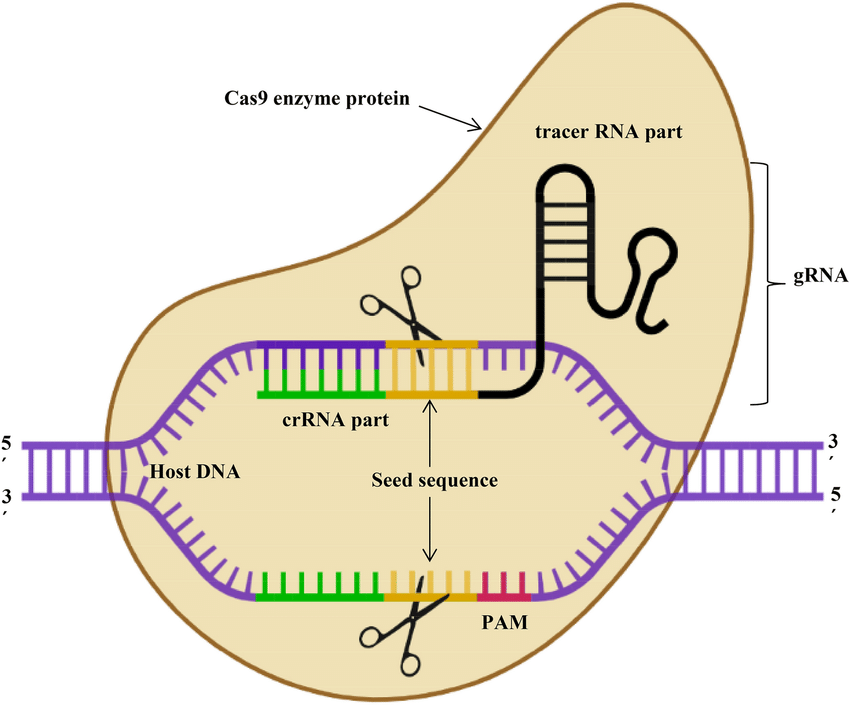 Cas9 enzyme protein
tracer RNA part
gRNA
crRNA part
5′
3′
Host DNA
Seed sequence
3′
5′
PAM